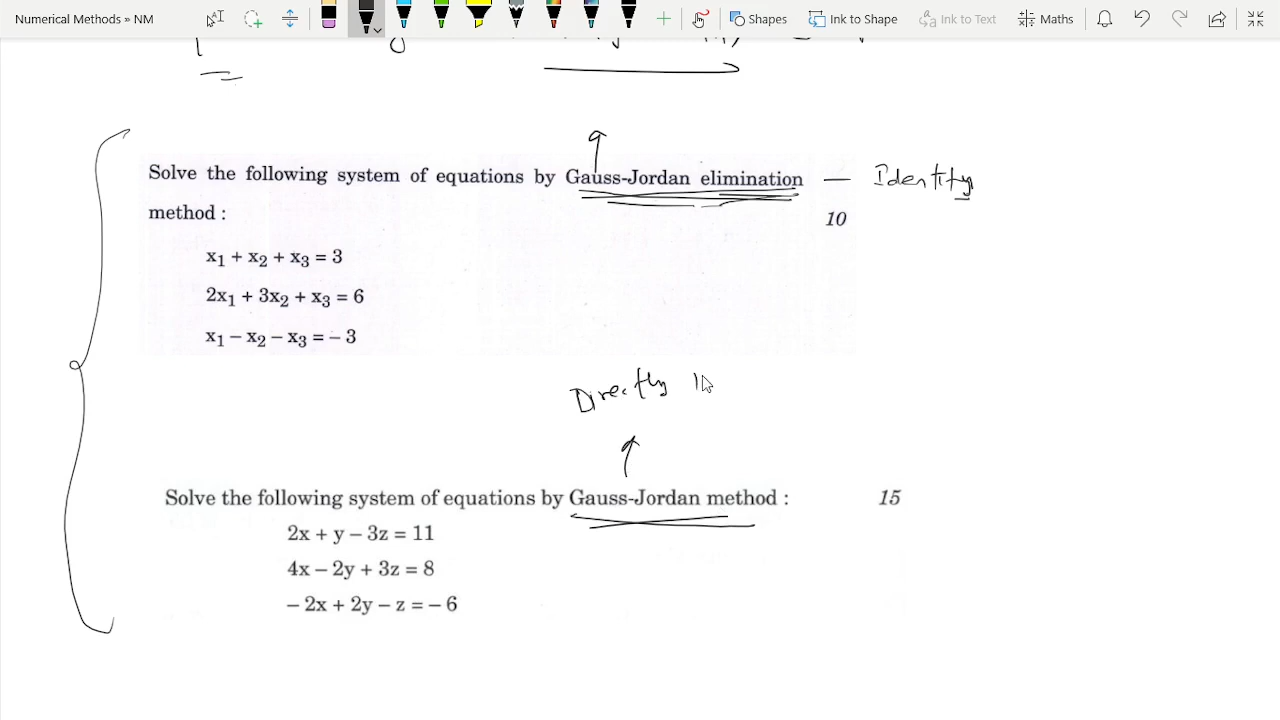 Numerical Methods » NM
Shapes
Ink to Shape
Ink to Text
Maths
Solve the following system of equations by Gauss-Jordan elimination — Identity
method :
10
x₁ + x₂ + x₃ = 3
2x₁ + 3x₂ + x₃ = 6
x₁ – x₂ – x₃ = – 3
Directly
Solve the following system of equations by Gauss-Jordan method : 15
2x + y – 3z = 11
4x – 2y + 3z = 8
– 2x + 2y – z = – 6